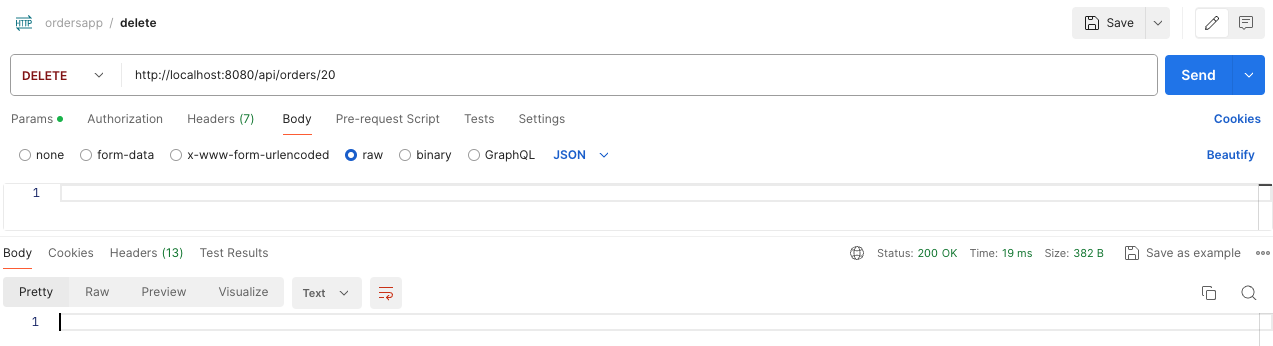 HTTP ordersapp / delete Save
DELETE http://localhost:8080/api/orders/20 Send
Params Authorization Headers (7) Body Pre-request Script Tests Settings Cookies
none form-data x-www-form-urlencoded raw binary GraphQL JSON Beautify
1
Body Cookies Headers (13) Test Results Status: 200 OK Time: 19 ms Size: 382 B Save as example
Pretty Raw Preview Visualize Text
1